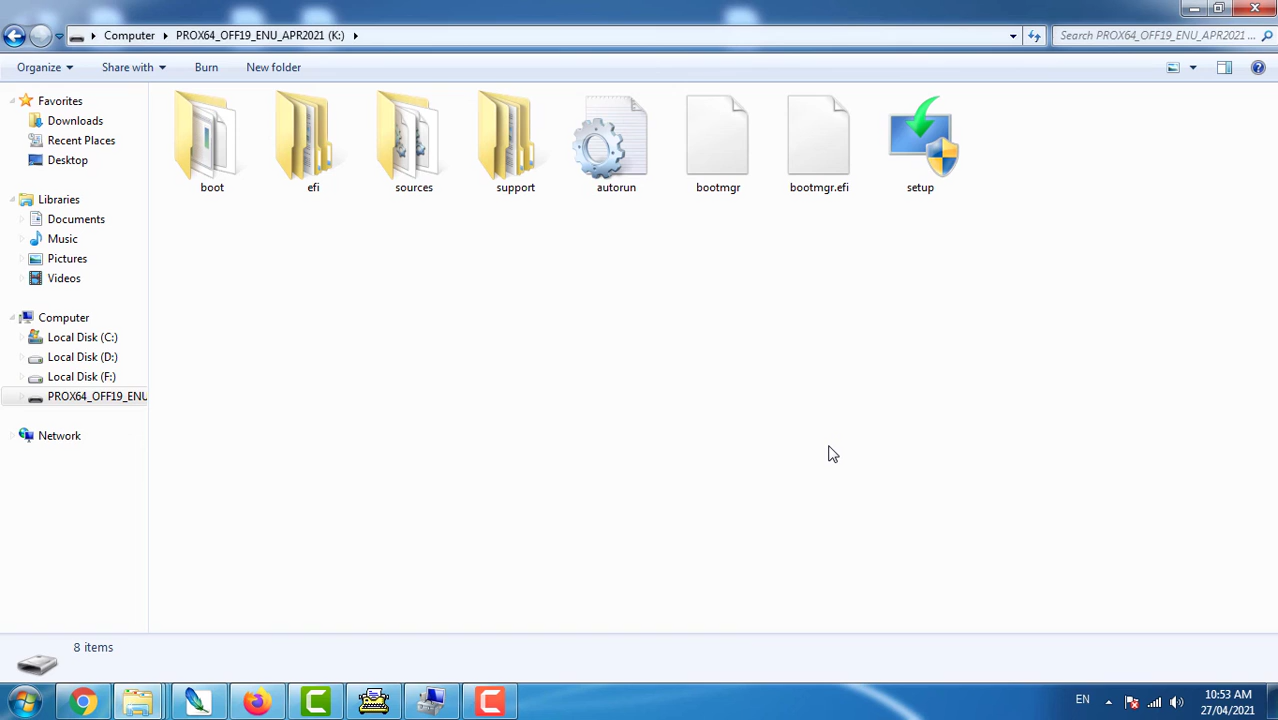 Computer PROX64_OFF19_ENU_APR2021 (K:)
Search PROX64_OFF19_ENU_APR2021 ...
Organize Share with Burn New folder
Favorites
Downloads
Recent Places
Desktop
Libraries
Documents
Music
Pictures
Videos
Computer
Local Disk (C:)
Local Disk (D:)
Local Disk (F:)
PROX64_OFF19_ENU
Network
boot efi sources support autorun bootmgr bootmgr.efi setup
8 items
EN
10:53 AM
27/04/2021